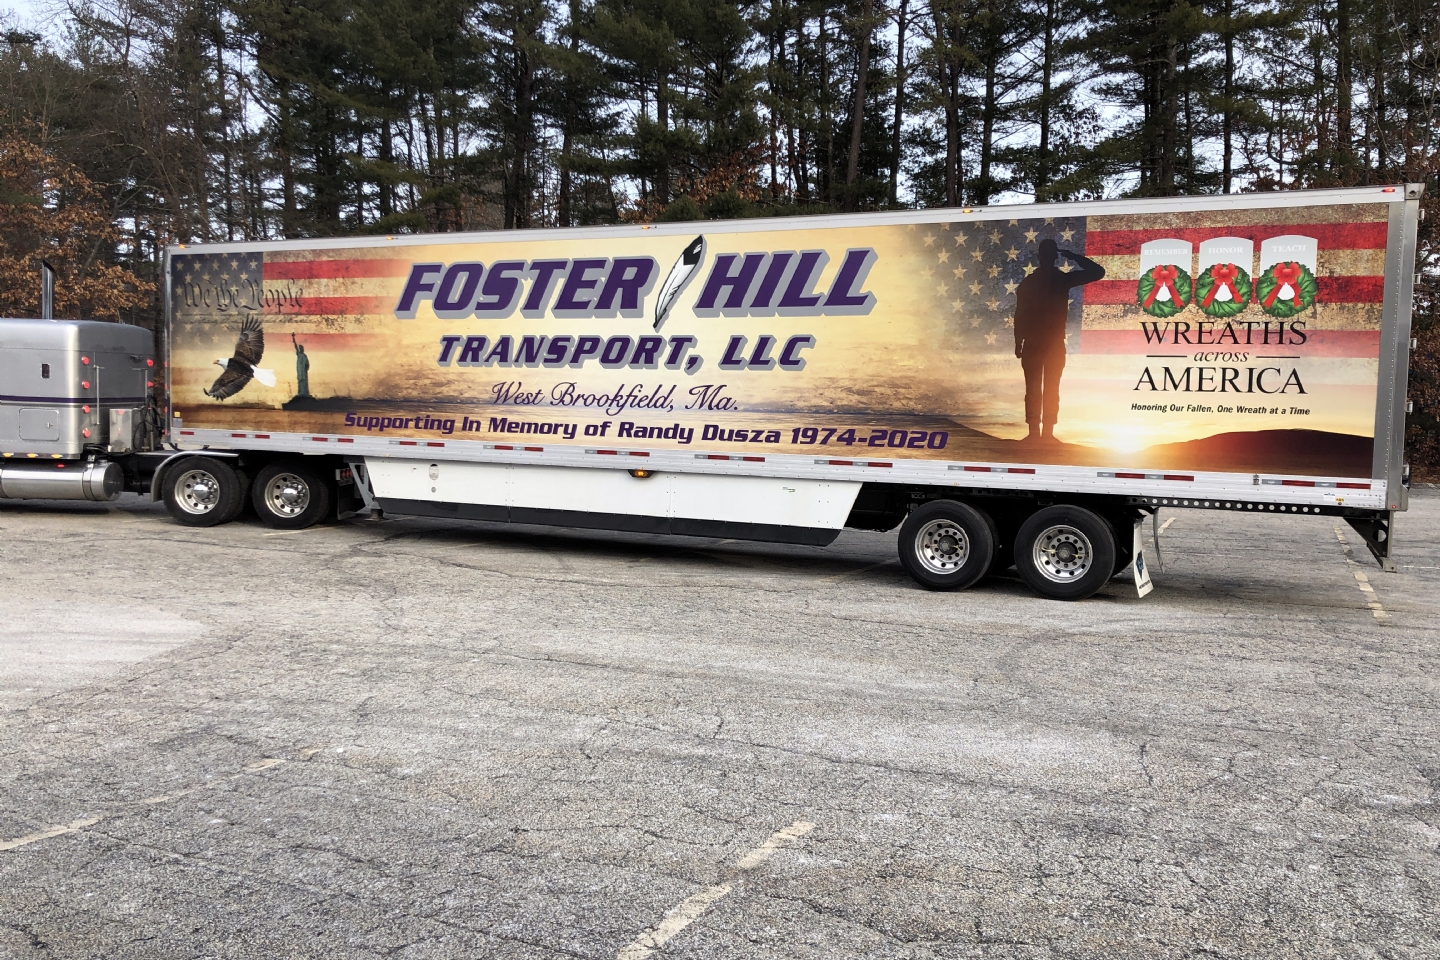 We the People
FOSTER HILL
TRANSPORT, LLC
West Brookfield, Ma.
Supporting In Memory of Randy Dusza 1974-2020
REMEMBER HONOR TEACH
WREATHS
across
AMERICA
Honoring Our Fallen, One Wreath at a Time